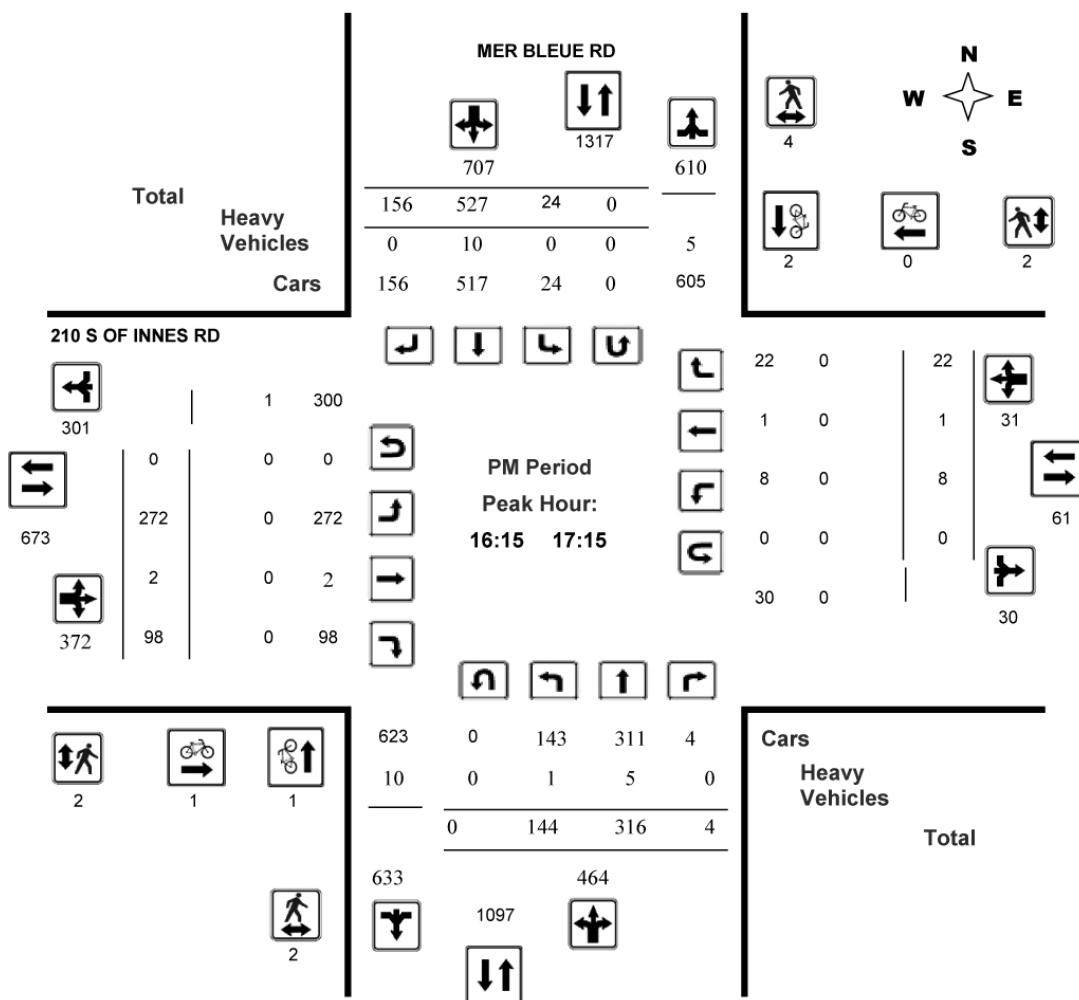 MER BLEUE RD
N
W E
S
1317
4
707
610
Total
156 527 24 0
Heavy
Vehicles
0 10 0 0 5
2 0 2
Cars
156 517 24 0 605
210 S OF INNES RD
22 0 22
1 300
301
31
1 0 1
0 0 0
PM Period
8 0 8
Peak Hour:
272 0 272
61
673
16:15 17:15
0 0 0
2 0 2
30 0
30
372
98 0 98
623 0 143 311 4
Cars
10 0 1 5 0
Heavy
Vehicles
2 1 1
0 144 316 4
Total
633 464
1097
2